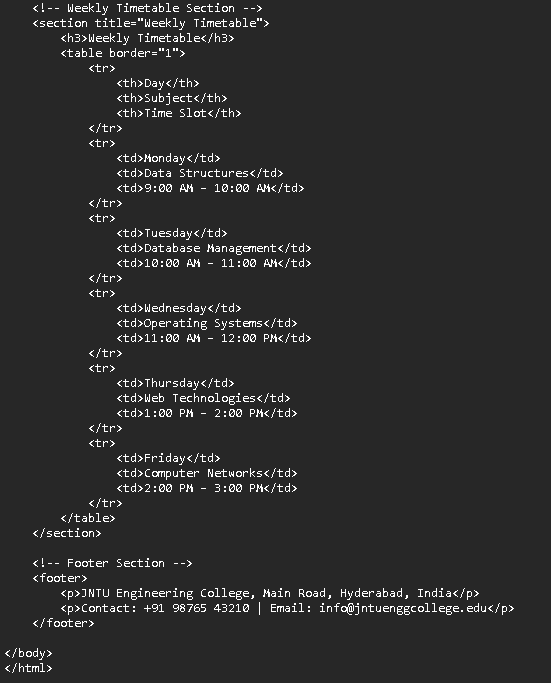 <!-- Weekly Timetable Section -->
<section title="Weekly Timetable">
<h3>Weekly Timetable</h3>
<table border="1">
<tr>
<th>Day</th>
<th>Subject</th>
<th>Time Slot</th>
</tr>
<tr>
<td>Monday</td>
<td>Data Structures</td>
<td>9:00 AM - 10:00 AM</td>
</tr>
<tr>
<td>Tuesday</td>
<td>Database Management</td>
<td>10:00 AM - 11:00 AM</td>
</tr>
<tr>
<td>Wednesday</td>
<td>Operating Systems</td>
<td>11:00 AM - 12:00 PM</td>
</tr>
<tr>
<td>Thursday</td>
<td>Web Technologies</td>
<td>1:00 PM - 2:00 PM</td>
</tr>
<tr>
<td>Friday</td>
<td>Computer Networks</td>
<td>2:00 PM - 3:00 PM</td>
</tr>
</table>
</section>
<!-- Footer Section -->
<footer>
<p>JNTU Engineering College, Main Road, Hyderabad, India</p>
<p>Contact: +91 98765 43210 | Email: info@jntuenggcollege.edu</p>
</footer>
</body>
</html>